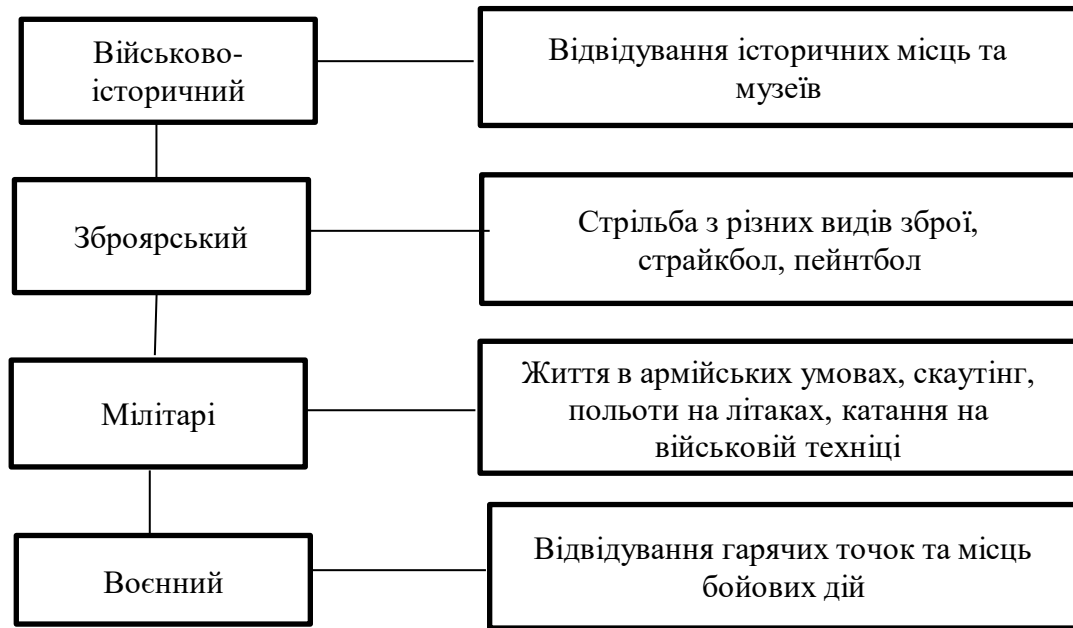 Військово-
історичний
Відвідування історичних місць та
музеїв
Зброярський
Стрільба з різних видів зброї,
страйкбол, пейнтбол
Мілітарі
Життя в армійських умовах, скаутінг,
польоти на літаках, катання на
військовій техніці
Воєнний
Відвідування гарячих точок та місць
бойових дій